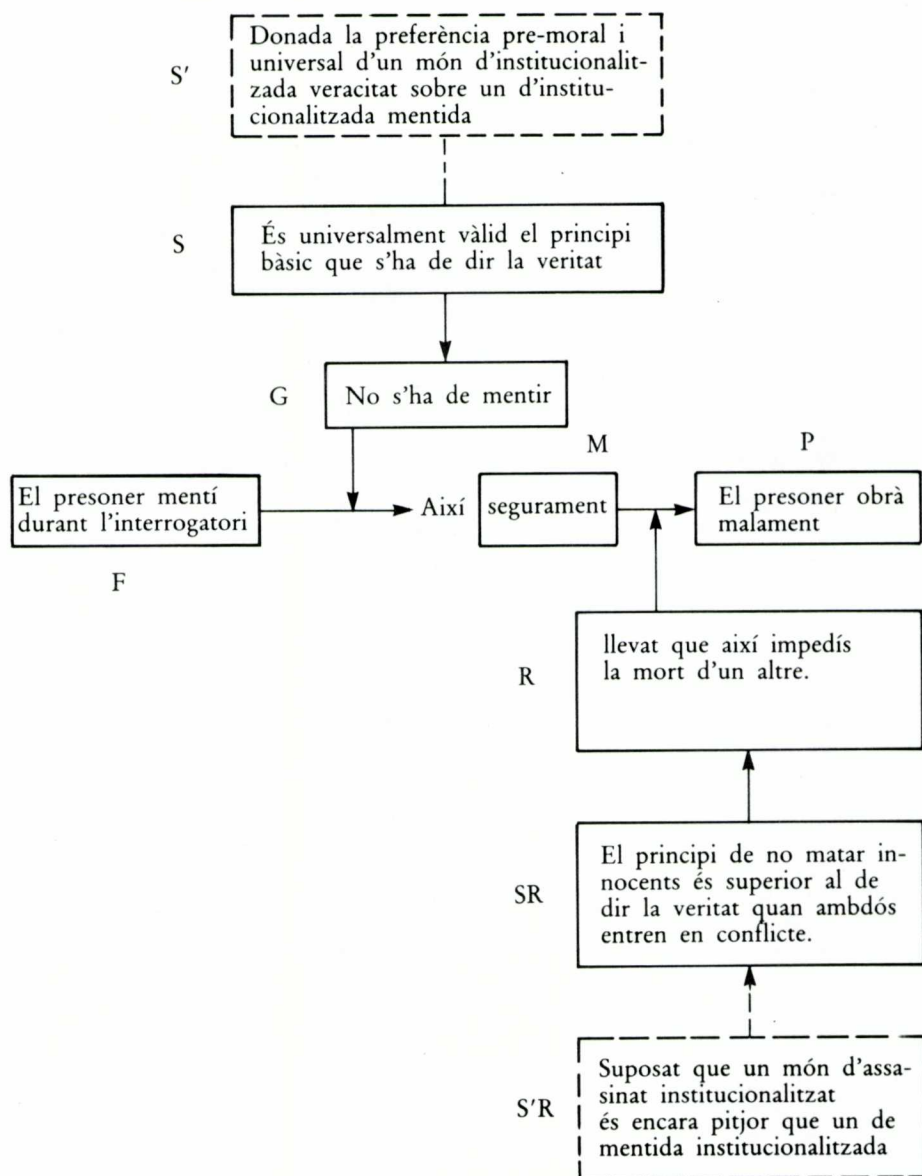 S′
Donada la preferència pre-moral i
universal d'un món d'institucionalit-
zada veracitat sobre un d'institu-
cionalitzada mentida
S
És universalment vàlid el principi
bàsic que s'ha de dir la veritat
G
No s'ha de mentir
M
P
El presoner mentí
durant l'interrogatori
Així
segurament
El presoner obrà
malament
F
R
llevat que així impedís
la mort d'un altre.
SR
El principi de no matar in-
nocents és superior al de
dir la veritat quan ambdós
entren en conflicte.
S′R
Suposat que un món d'assa-
sinat institucionalitzat
és encara pitjor que un de
mentida institucionalitzada